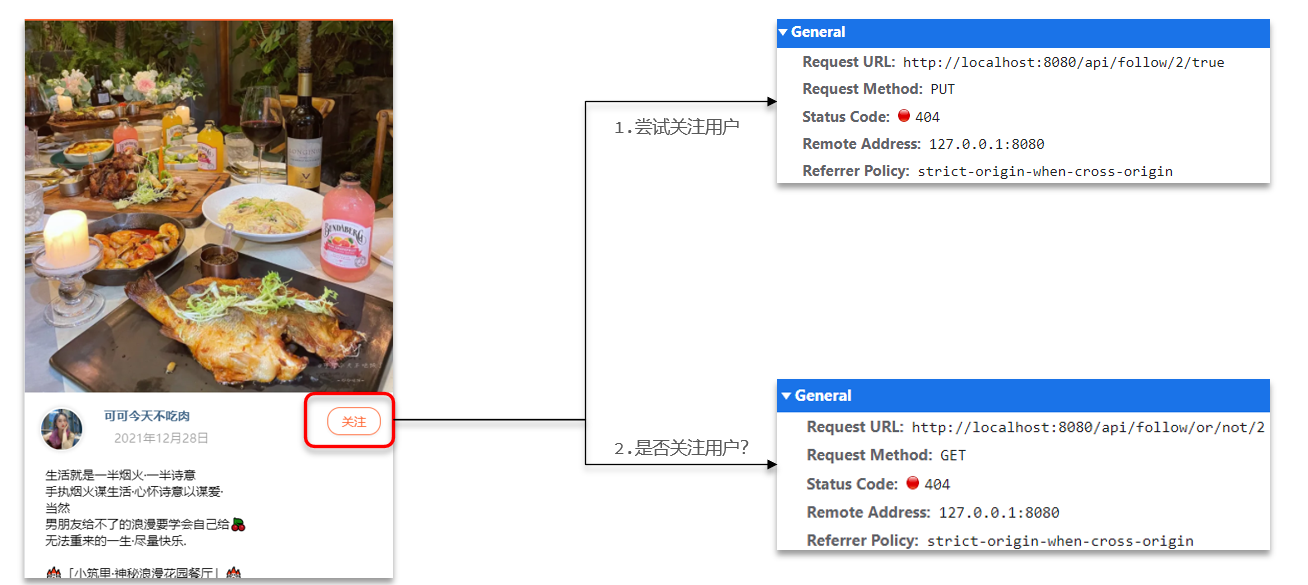 BUNDABERG
可可今天不吃肉
2021年12月28日
关注
生活就是一半烟火·一半诗意
手执烟火谋生活·心怀诗意以谋爱·
当然
男朋友给不了的浪漫要学会自己给🍒
无法重来的一生·尽量快乐.
🏰「小筑里·神秘浪漫花园餐厅」🏰
1.尝试关注用户
General
Request URL: http://localhost:8080/api/follow/2/true
Request Method: PUT
Status Code: 404
Remote Address: 127.0.0.1:8080
Referrer Policy: strict-origin-when-cross-origin
2.是否关注用户?
General
Request URL: http://localhost:8080/api/follow/or/not/2
Request Method: GET
Status Code: 404
Remote Address: 127.0.0.1:8080
Referrer Policy: strict-origin-when-cross-origin